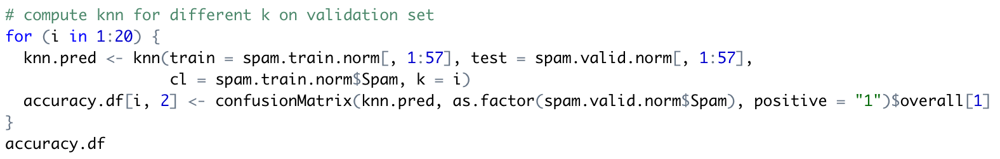 # compute knn for different k on validation set
for (i in 1:20) {
  knn.pred <- knn(train = spam.train.norm[, 1:57], test = spam.valid.norm[, 1:57],
                  cl = spam.train.norm$Spam, k = i)
  accuracy.df[i, 2] <- confusionMatrix(knn.pred, as.factor(spam.valid.norm$Spam), positive = "1")$overall[1]
}
accuracy.df